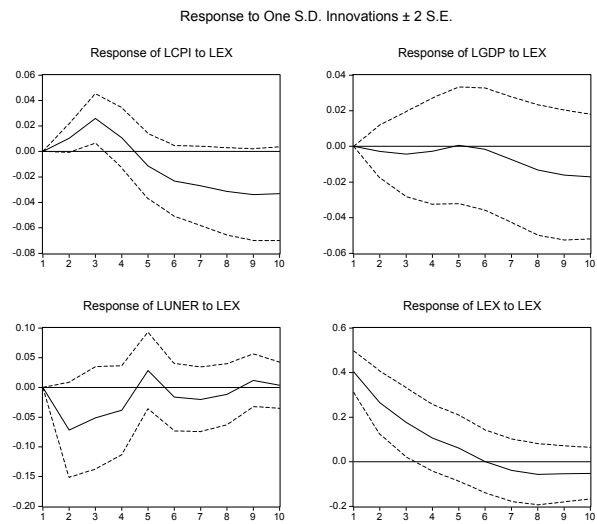 Response to One S.D. Innovations ± 2 S.E.
Response of LCPI to LEX
0.06
0.04
0.02
0.00
-0.02
-0.04
-0.06
-0.08
1 2 3 4 5 6 7 8 9 10
Response of LGDP to LEX
0.04
0.02
0.00
-0.02
-0.04
-0.06
1 2 3 4 5 6 7 8 9 10
Response of LUNER to LEX
0.10
0.05
0.00
-0.05
-0.10
-0.15
-0.20
1 2 3 4 5 6 7 8 9 10
Response of LEX to LEX
0.6
0.4
0.2
0.0
-0.2
1 2 3 4 5 6 7 8 9 10